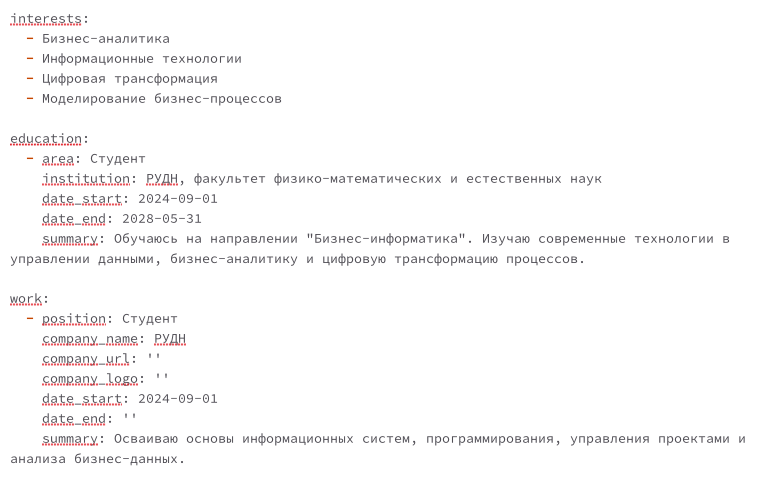 interests:
  - Бизнес-аналитика
  - Информационные технологии
  - Цифровая трансформация
  - Моделирование бизнес-процессов

education:
  - area: Студент
    institution: РУДН, факультет физико-математических и естественных наук
    date_start: 2024-09-01
    date_end: 2028-05-31
    summary: Обучаюсь на направлении "Бизнес-информатика". Изучаю современные технологии в
управлении данными, бизнес-аналитику и цифровую трансформацию процессов.

work:
  - position: Студент
    company_name: РУДН
    company_url: ''
    company_logo: ''
    date_start: 2024-09-01
    date_end: ''
    summary: Осваиваю основы информационных систем, программирования, управления проектами и
анализа бизнес-данных.